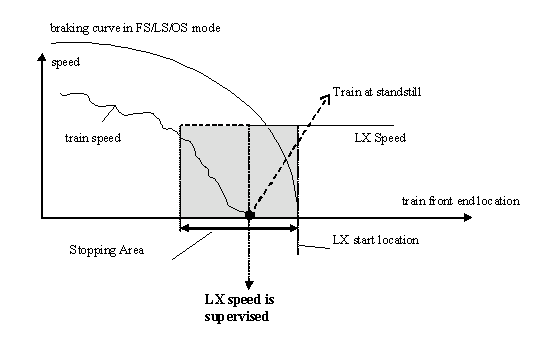 braking curve in FS/LS/OS mode
speed
Train at standstill
train speed
LX Speed
train front end location
Stopping Area
LX start location
LX speed is
supervised